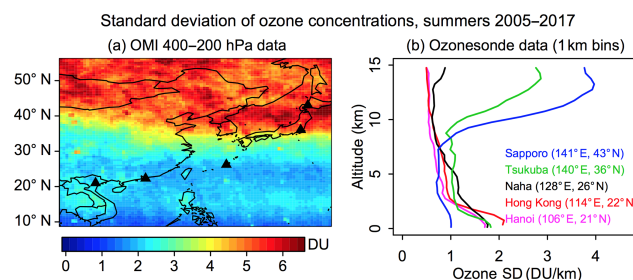 Standard deviation of ozone concentrations, summers 2005–2017
(a) OMI 400–200 hPa data
(b) Ozonesonde data (1 km bins)
50° N
40° N
30° N
20° N
10° N
DU
0 1 2 3 4 5 6
15
10
5
0
Altitude (km)
Sapporo (141° E, 43° N)
Tsukuba (140° E, 36° N)
Naha (128° E, 26° N)
Hong Kong (114° E, 22° N
Hanoi (106° E, 21° N)
0 1 2 3 4
Ozone SD (DU/km)